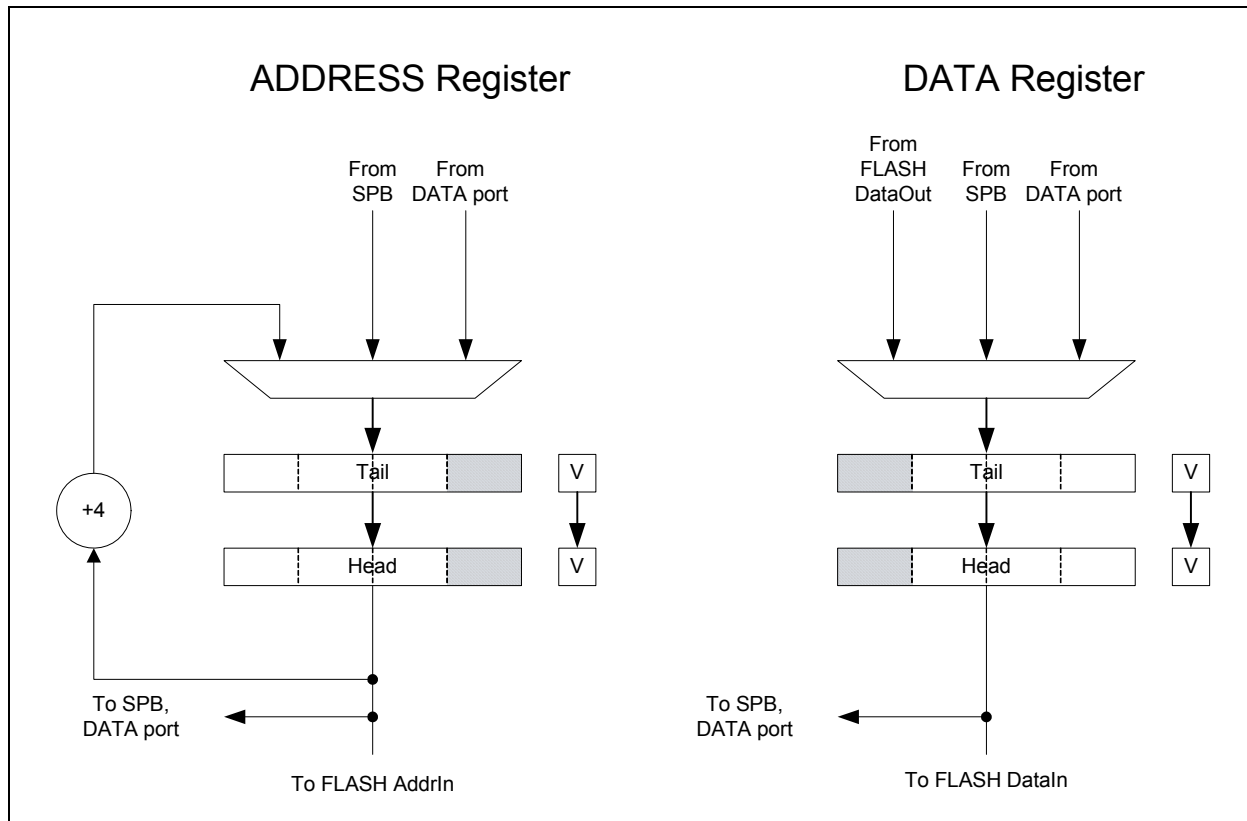 ADDRESS Register
From
SPB
From
DATA port
Tail
V
+4
Head
V
To SPB,
DATA port
To FLASH AddrIn
DATA Register
From
FLASH
DataOut
From
SPB
From
DATA port
Tail
V
Head
V
To SPB,
DATA port
To FLASH DataIn